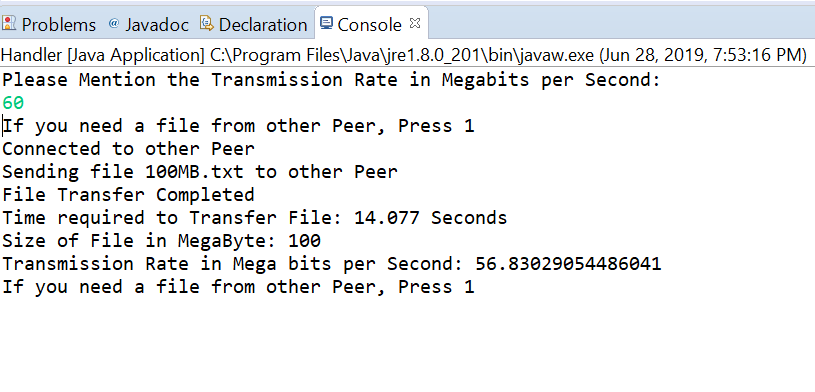 Problems @ Javadoc Declaration Console
Handler [Java Application] C:\Program Files\Java\jre1.8.0_201\bin\javaw.exe (Jun 28, 2019, 7:53:16 PM)
Please Mention the Transmission Rate in Megabits per Second:
60
If you need a file from other Peer, Press 1
Connected to other Peer
Sending file 100MB.txt to other Peer
File Transfer Completed
Time required to Transfer File: 14.077 Seconds
Size of File in MegaByte: 100
Transmission Rate in Mega bits per Second: 56.83029054486041
If you need a file from other Peer, Press 1